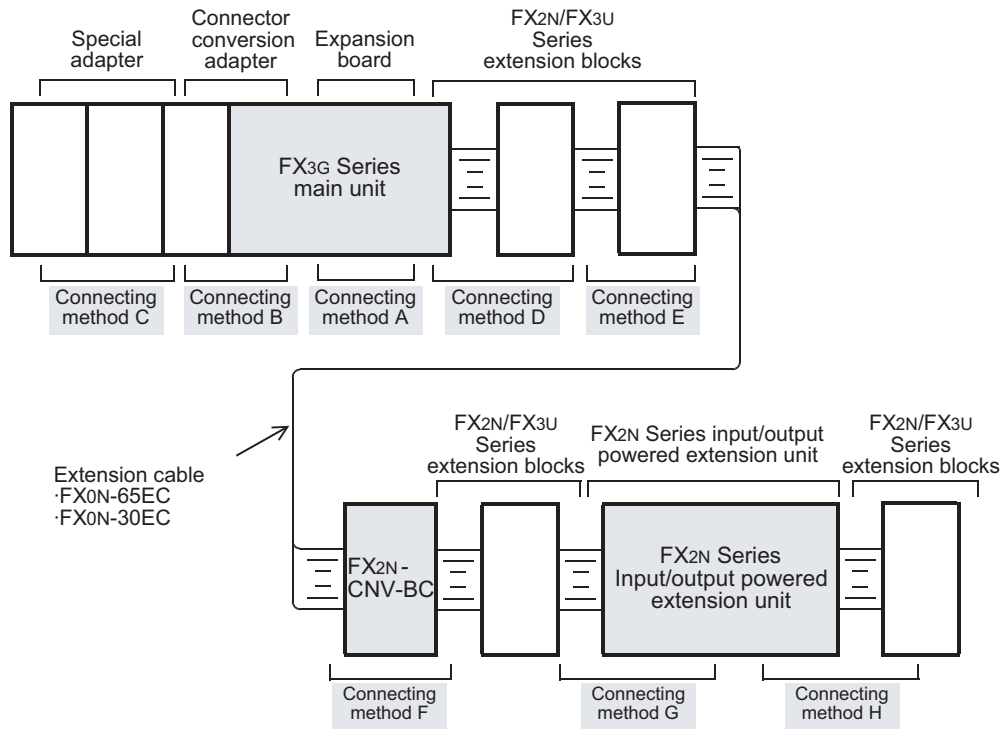 Special
adapter
Connector
conversion
adapter
Expansion
board
FX2N/FX3U
Series
extension blocks
FX3G Series
main unit
Connecting
method C
Connecting
method B
Connecting
method A
Connecting
method D
Connecting
method E
Extension cable
·FX0N-65EC
·FX0N-30EC
FX2N/FX3U
Series
extension blocks
FX2N Series input/output
powered extension unit
FX2N/FX3U
Series
extension blocks
FX2N -
CNV-BC
FX2N Series
Input/output powered
extension unit
Connecting
method F
Connecting
method G
Connecting
method H